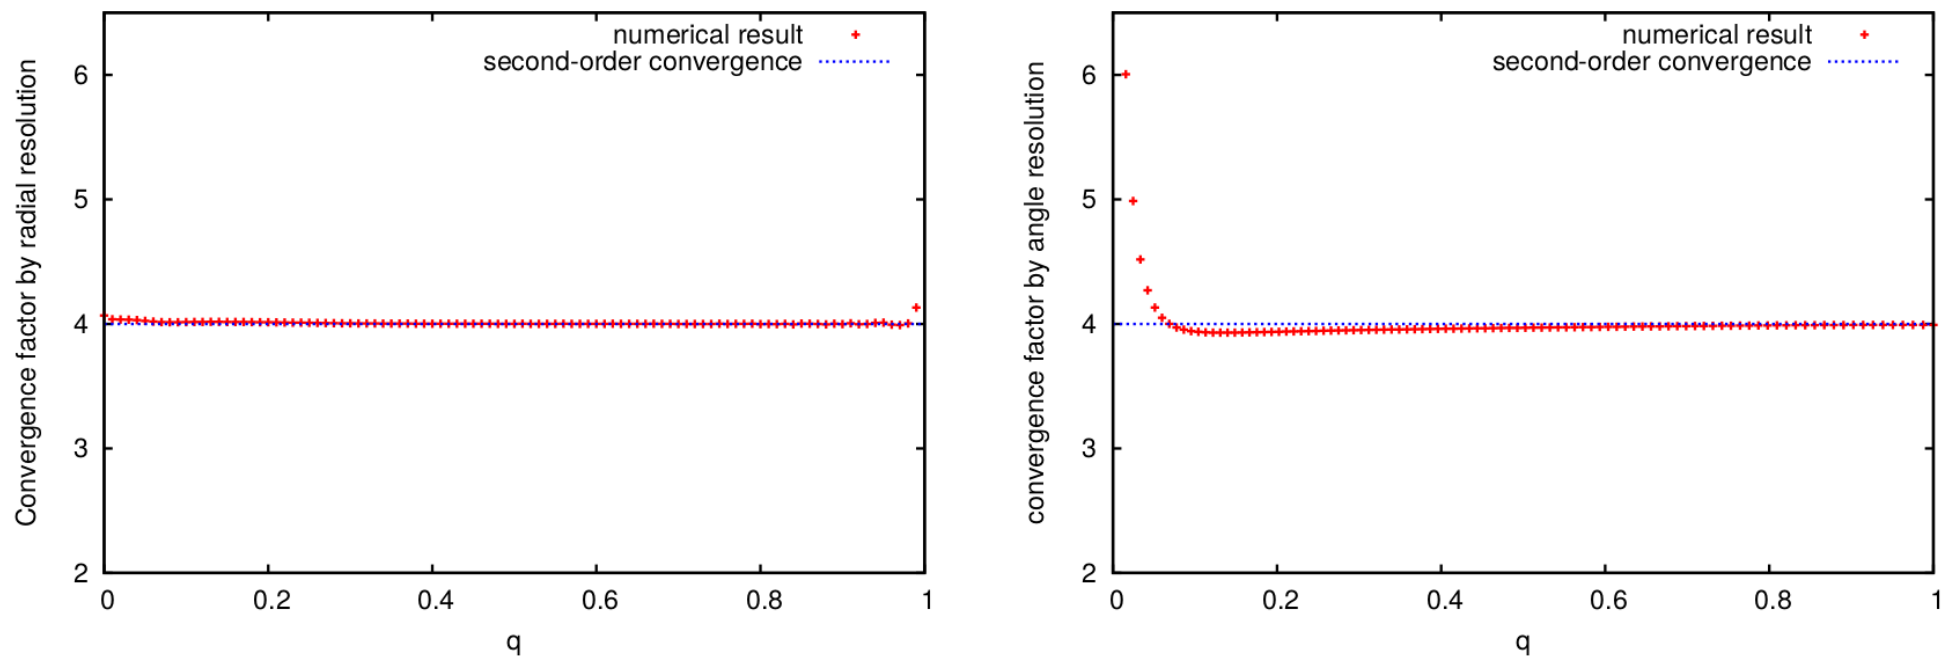 Convergence factor by radial resolution
numerical result
second-order convergence
6
5
4
3
2
0
0.2
0.4
0.6
0.8
1
q
convergence factor by angle resolution
numerical result
second-order convergence
6
5
4
3
2
0
0.2
0.4
0.6
0.8
1
q